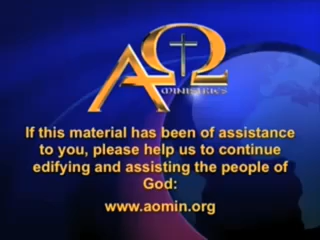 AΩ
MINISTRIES
If this material has been of assistance
to you, please help us to continue
edifying and assisting the people of
God:
www.aomin.org